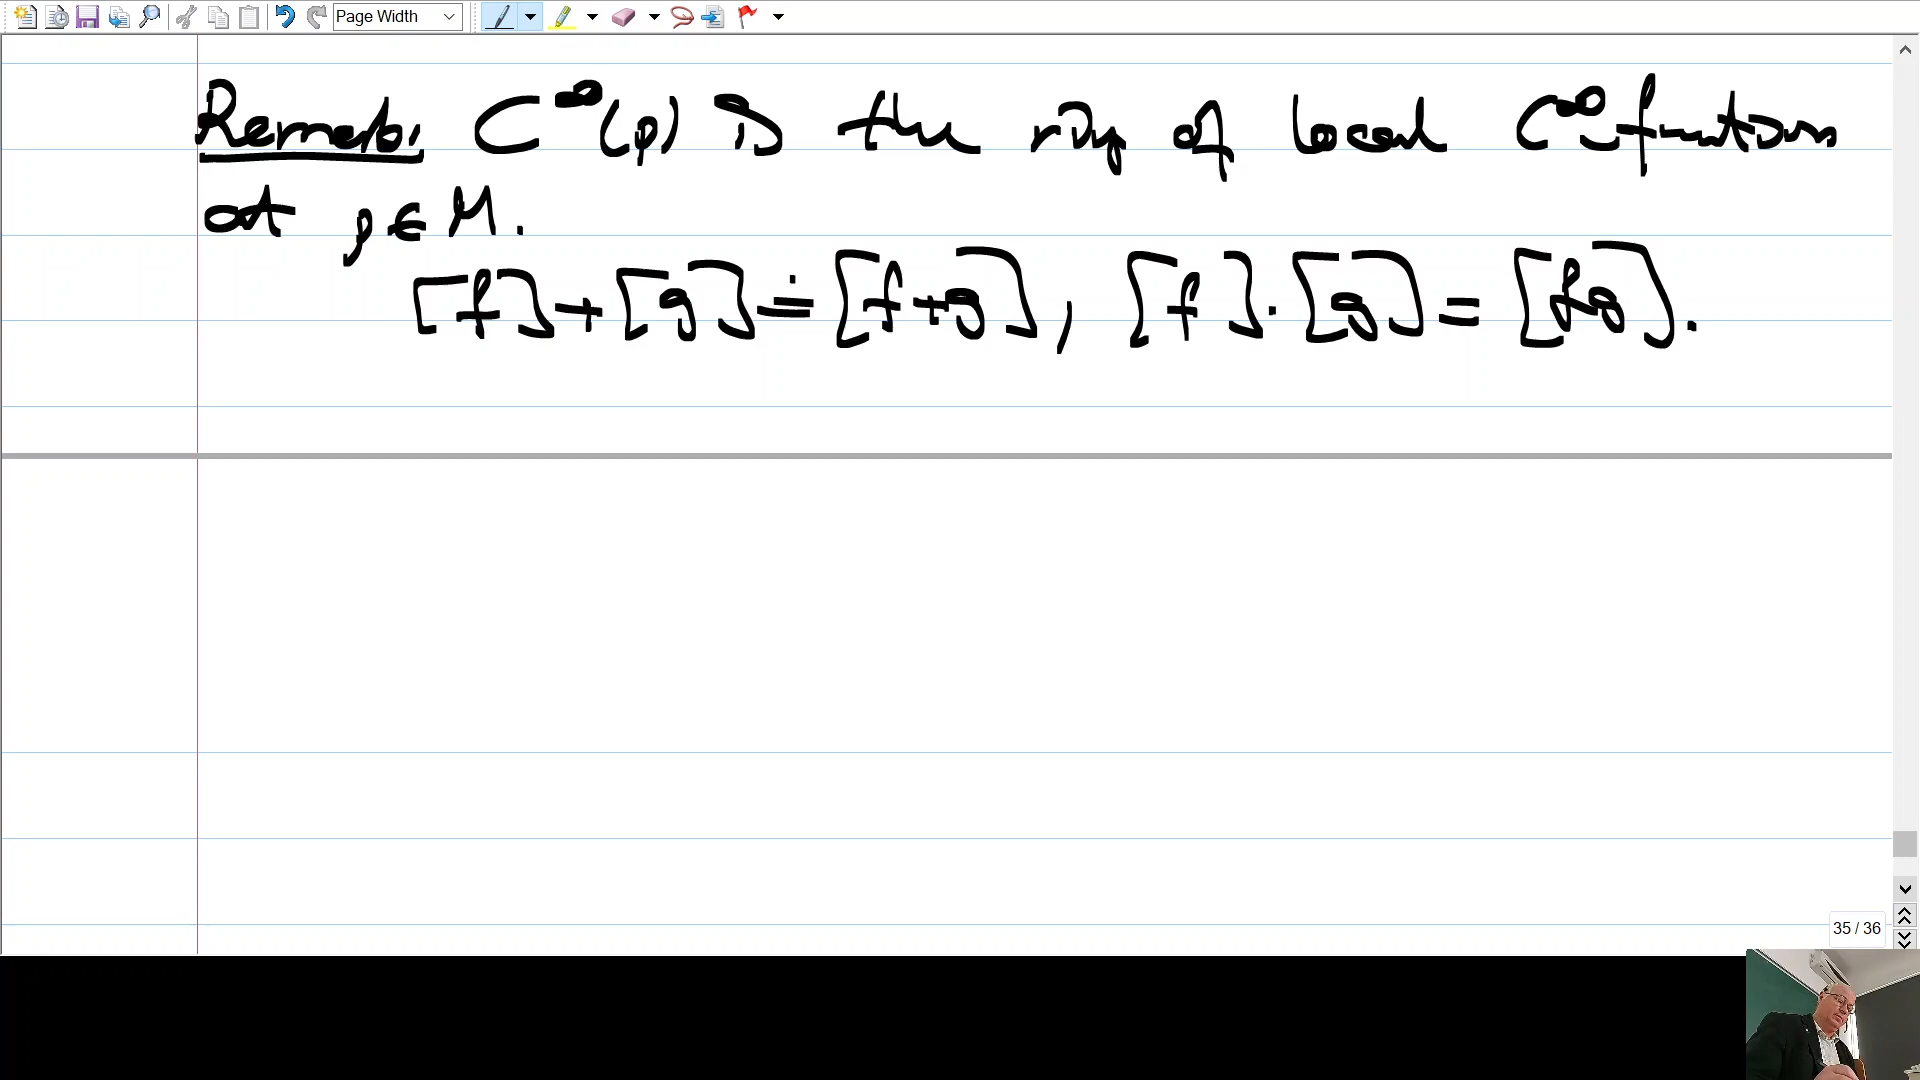 Page Width
Remark: C^∞(p) is the ring of local C^∞-functions
at p ∈ M.
[f]+[g] ≐ [f+g], [f]·[g] = [fg].
35 / 36